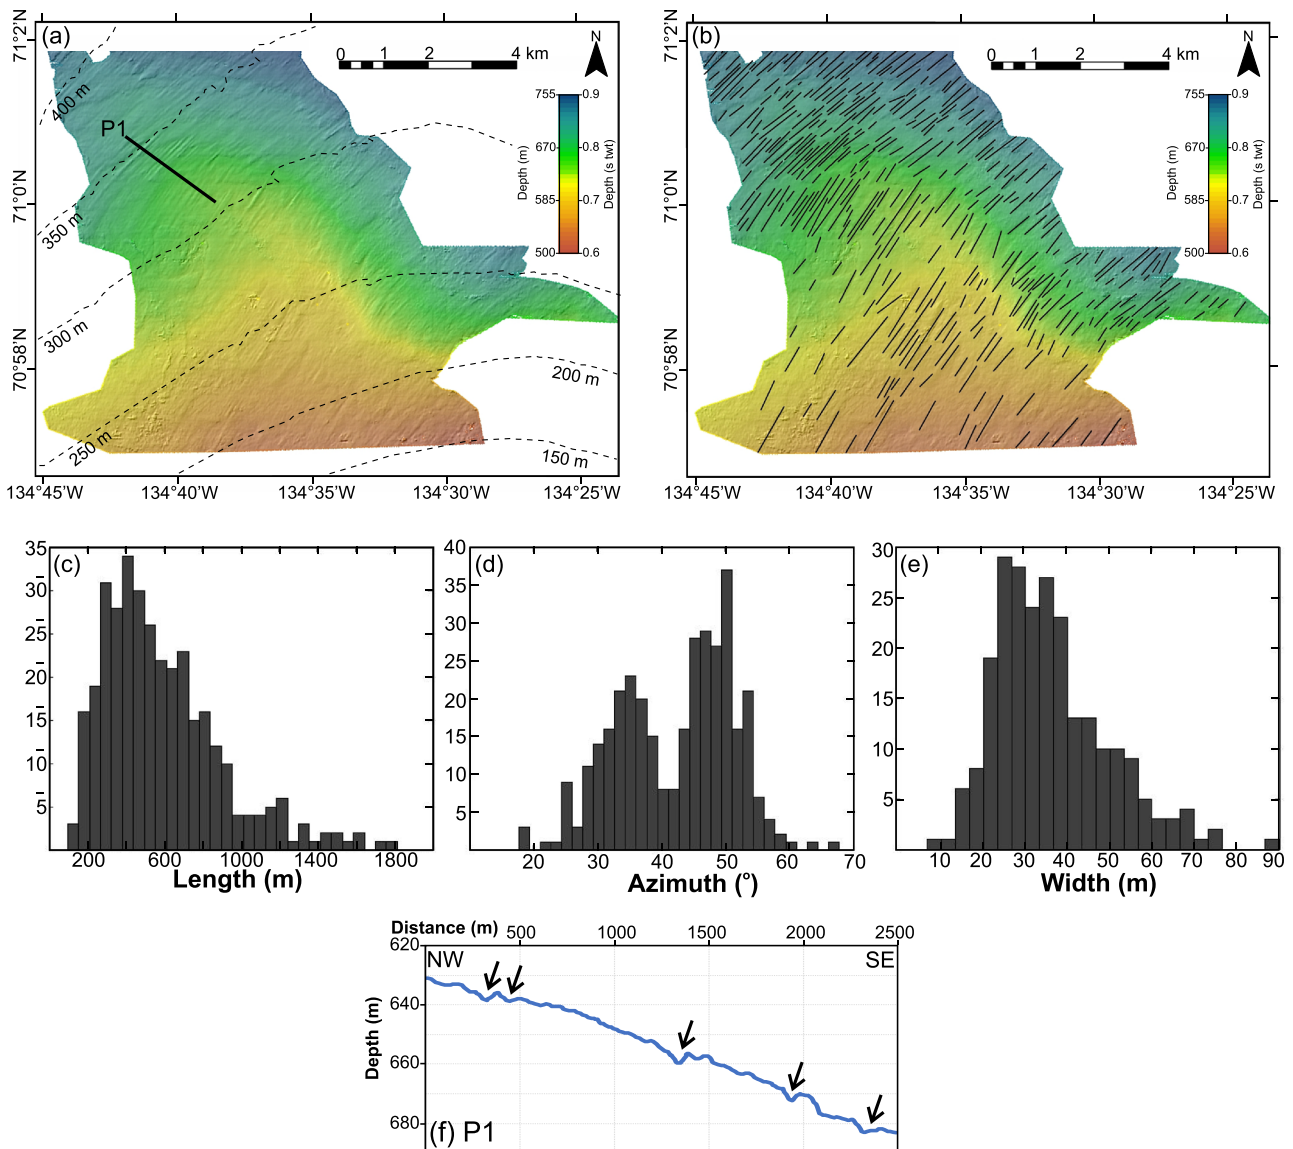 (a)
0 1 2 4 km
N
P1
400 m
350 m
300 m
250 m
200 m
150 m
755 0.9
670 0.8
585 0.7
500 0.6
Depth (m)
Depth (s twt)
71°2'N
71°0'N
70°58'N
134°45'W 134°40'W 134°35'W 134°30'W 134°25'W
(b)
0 1 2 4 km
N
755 0.9
670 0.8
585 0.7
500 0.6
Depth (m)
Depth (s twt)
71°2'N
71°0'N
70°58'N
134°45'W 134°40'W 134°35'W 134°30'W 134°25'W
(c)
35
30
25
20
15
10
5
200 600 1000 1400 1800
Length (m)
(d)
40
35
30
25
20
15
10
5
20 30 40 50 60 70
Azimuth (°)
(e)
30
25
20
15
10
5
10 20 30 40 50 60 70 80 90
Width (m)
Distance (m)
500 1000 1500 2000 2500
620
640
660
680
Depth (m)
NW SE
(f) P1